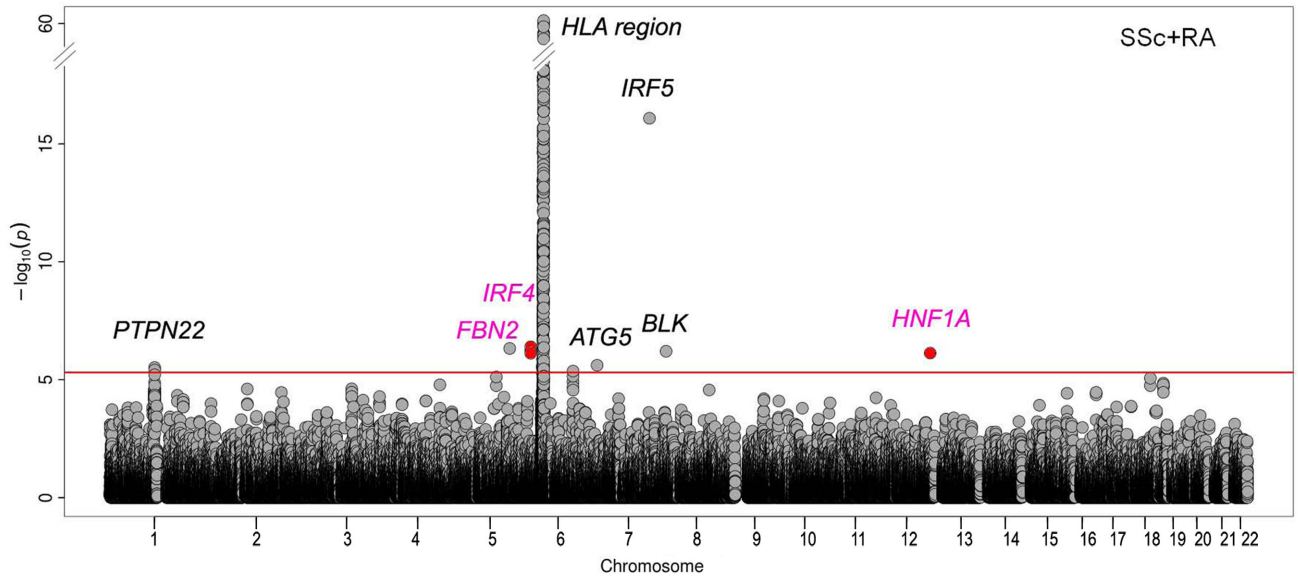 60
HLA region
SSc+RA
IRF5
15
−log10(p)
10
IRF4
HNF1A
PTPN22
FBN2
ATG5
BLK
5
0
1 2 3 4 5 6 7 8 9 10 11 12 13 14 15 16 17 18 19 20 21 22
Chromosome